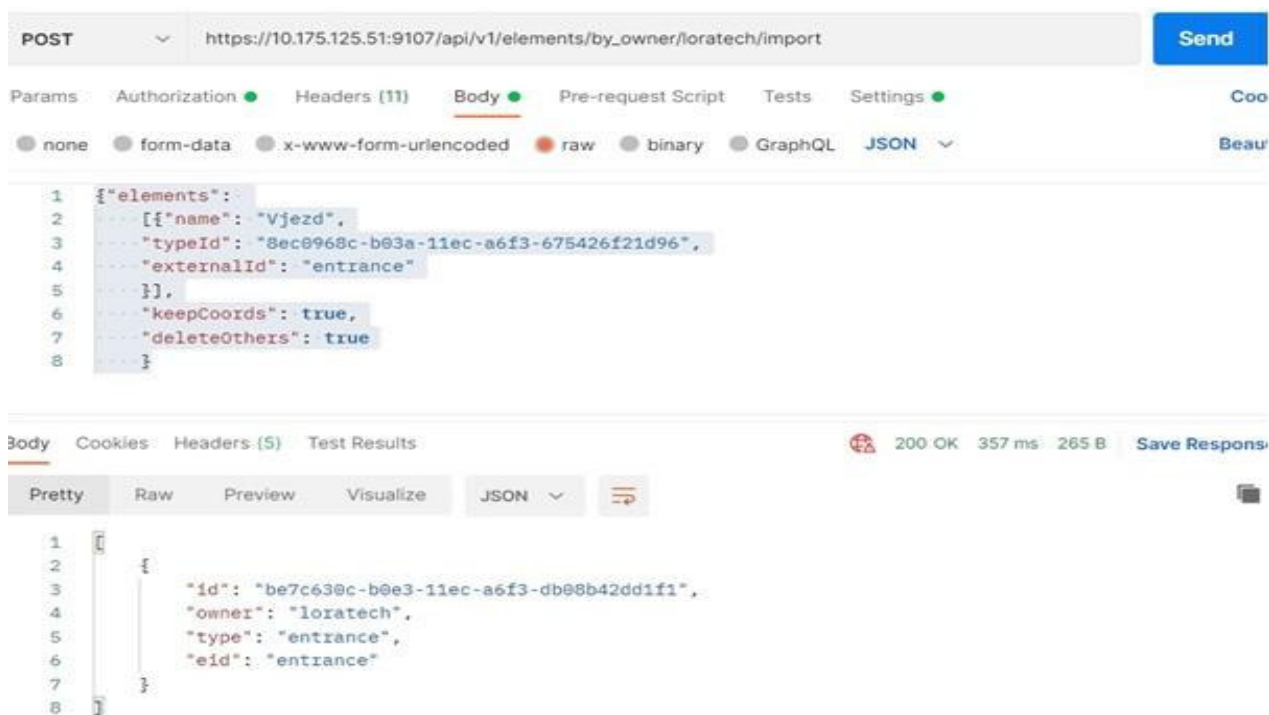 POST https://10.175.125.51:9107/api/v1/elements/by_owner/loratech/import Send
Params Authorization Headers (11) Body Pre-request Script Tests Settings Coo
none form-data x-www-form-urlencoded raw binary GraphQL JSON Beau
1 {"elements":
2 [{"name": "Vjezd",
3 "typeId": "8ec0968c-b03a-11ec-a6f3-675426f21d96",
4 "externalId": "entrance"
5 }],
6 "keepCoords": true,
7 "deleteOthers": true
8 }
Body Cookies Headers (5) Test Results 200 OK 357 ms 265 B Save Respons
Pretty Raw Preview Visualize JSON
1 [
2 {
3 "id": "be7c630c-b0e3-11ec-a6f3-db08b42dd1f1",
4 "owner": "loratech",
5 "type": "entrance",
6 "eid": "entrance"
7 }
8 ]